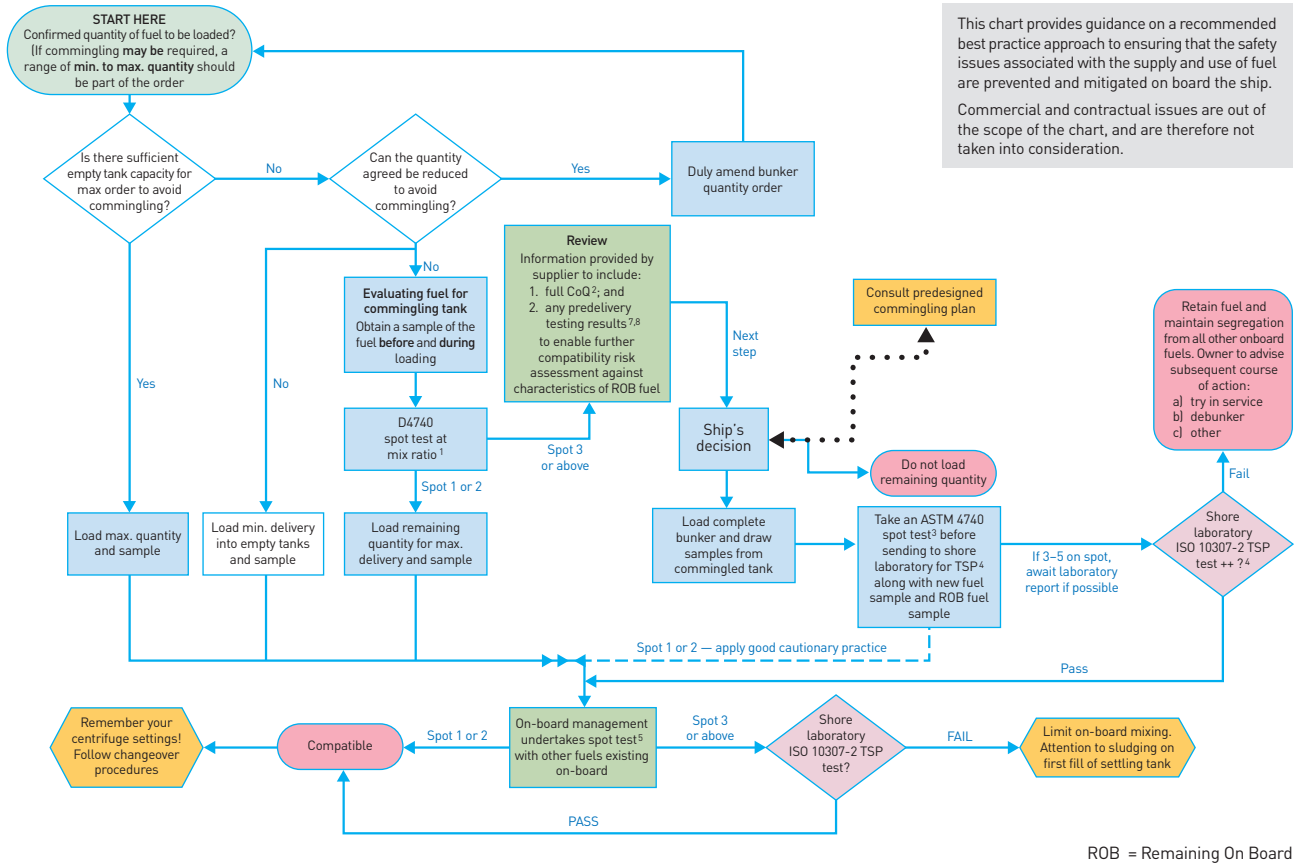 START HERE
Confirmed quantity of fuel to be loaded?
(If commingling may be required, a
range of min. to max. quantity should
be part of the order
This chart provides guidance on a recommended
best practice approach to ensuring that the safety
issues associated with the supply and use of fuel
are prevented and mitigated on board the ship.
Commercial and contractual issues are out of
the scope of the chart, and are therefore not
taken into consideration.
Is there sufficient
empty tank capacity for
max order to avoid
commingling?
No
Can the quantity
agreed be reduced
to avoid
commingling?
Yes
Duly amend bunker
quantity order
Yes
No
No
Evaluating fuel for
commingling tank
Obtain a sample of the
fuel before and during
loading
Review
Information provided by
supplier to include:
1. full CoQ²; and
2. any predelivery
testing results⁷,⁸
to enable further
compatibility risk
assessment against
characteristics of ROB fuel
Next
step
Consult predesigned
commingling plan
Retain fuel and
maintain segregation
from all other onboard
fuels. Owner to advise
subsequent course
of action:
a) try in service
b) debunker
c) other
D4740
spot test at
mix ratio ¹
Spot 3
or above
Ship's
decision
Do not load
remaining quantity
Fail
Spot 1 or 2
Load max. quantity
and sample
Load min. delivery
into empty tanks
and sample
Load remaining
quantity for max.
delivery and sample
Load complete
bunker and draw
samples from
commingled tank
Take an ASTM 4740
spot test³ before
sending to shore
laboratory for TSP⁴
along with new fuel
sample and ROB fuel
sample
If 3–5 on spot,
await laboratory
report if possible
Shore
laboratory
ISO 10307-2 TSP
test ++ ?⁴
Spot 1 or 2 — apply good cautionary practice
Pass
Remember your
centrifuge settings!
Follow changeover
procedures
Compatible
Spot 1 or 2
On-board management
undertakes spot test⁵
with other fuels existing
on-board
Spot 3
or above
Shore
laboratory
ISO 10307-2 TSP
test?
FAIL
Limit on-board mixing.
Attention to sludging on
first fill of settling tank
PASS
ROB = Remaining On Board